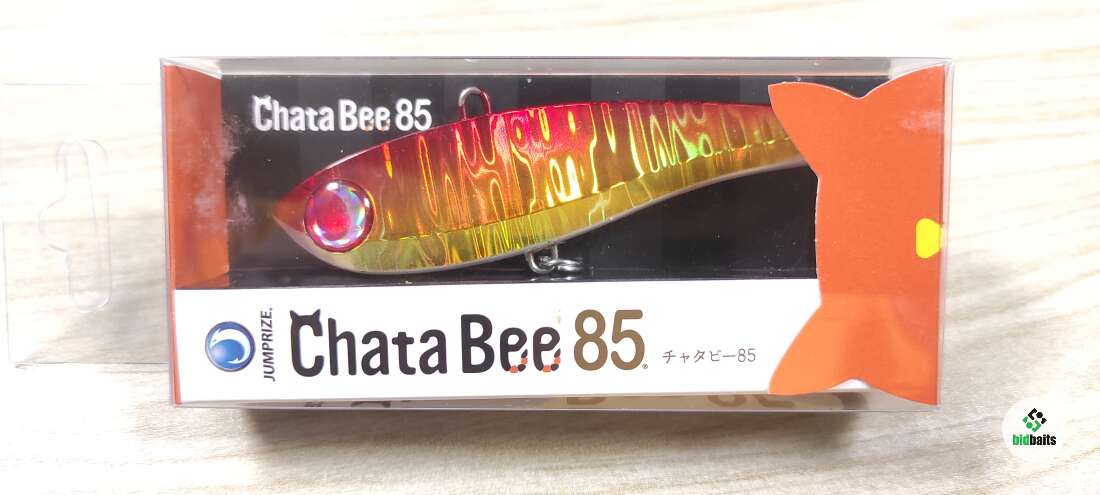 Chata Bee 85
JUMPRIZE.
Chata Bee 85®
チャタビー85
bidbaits